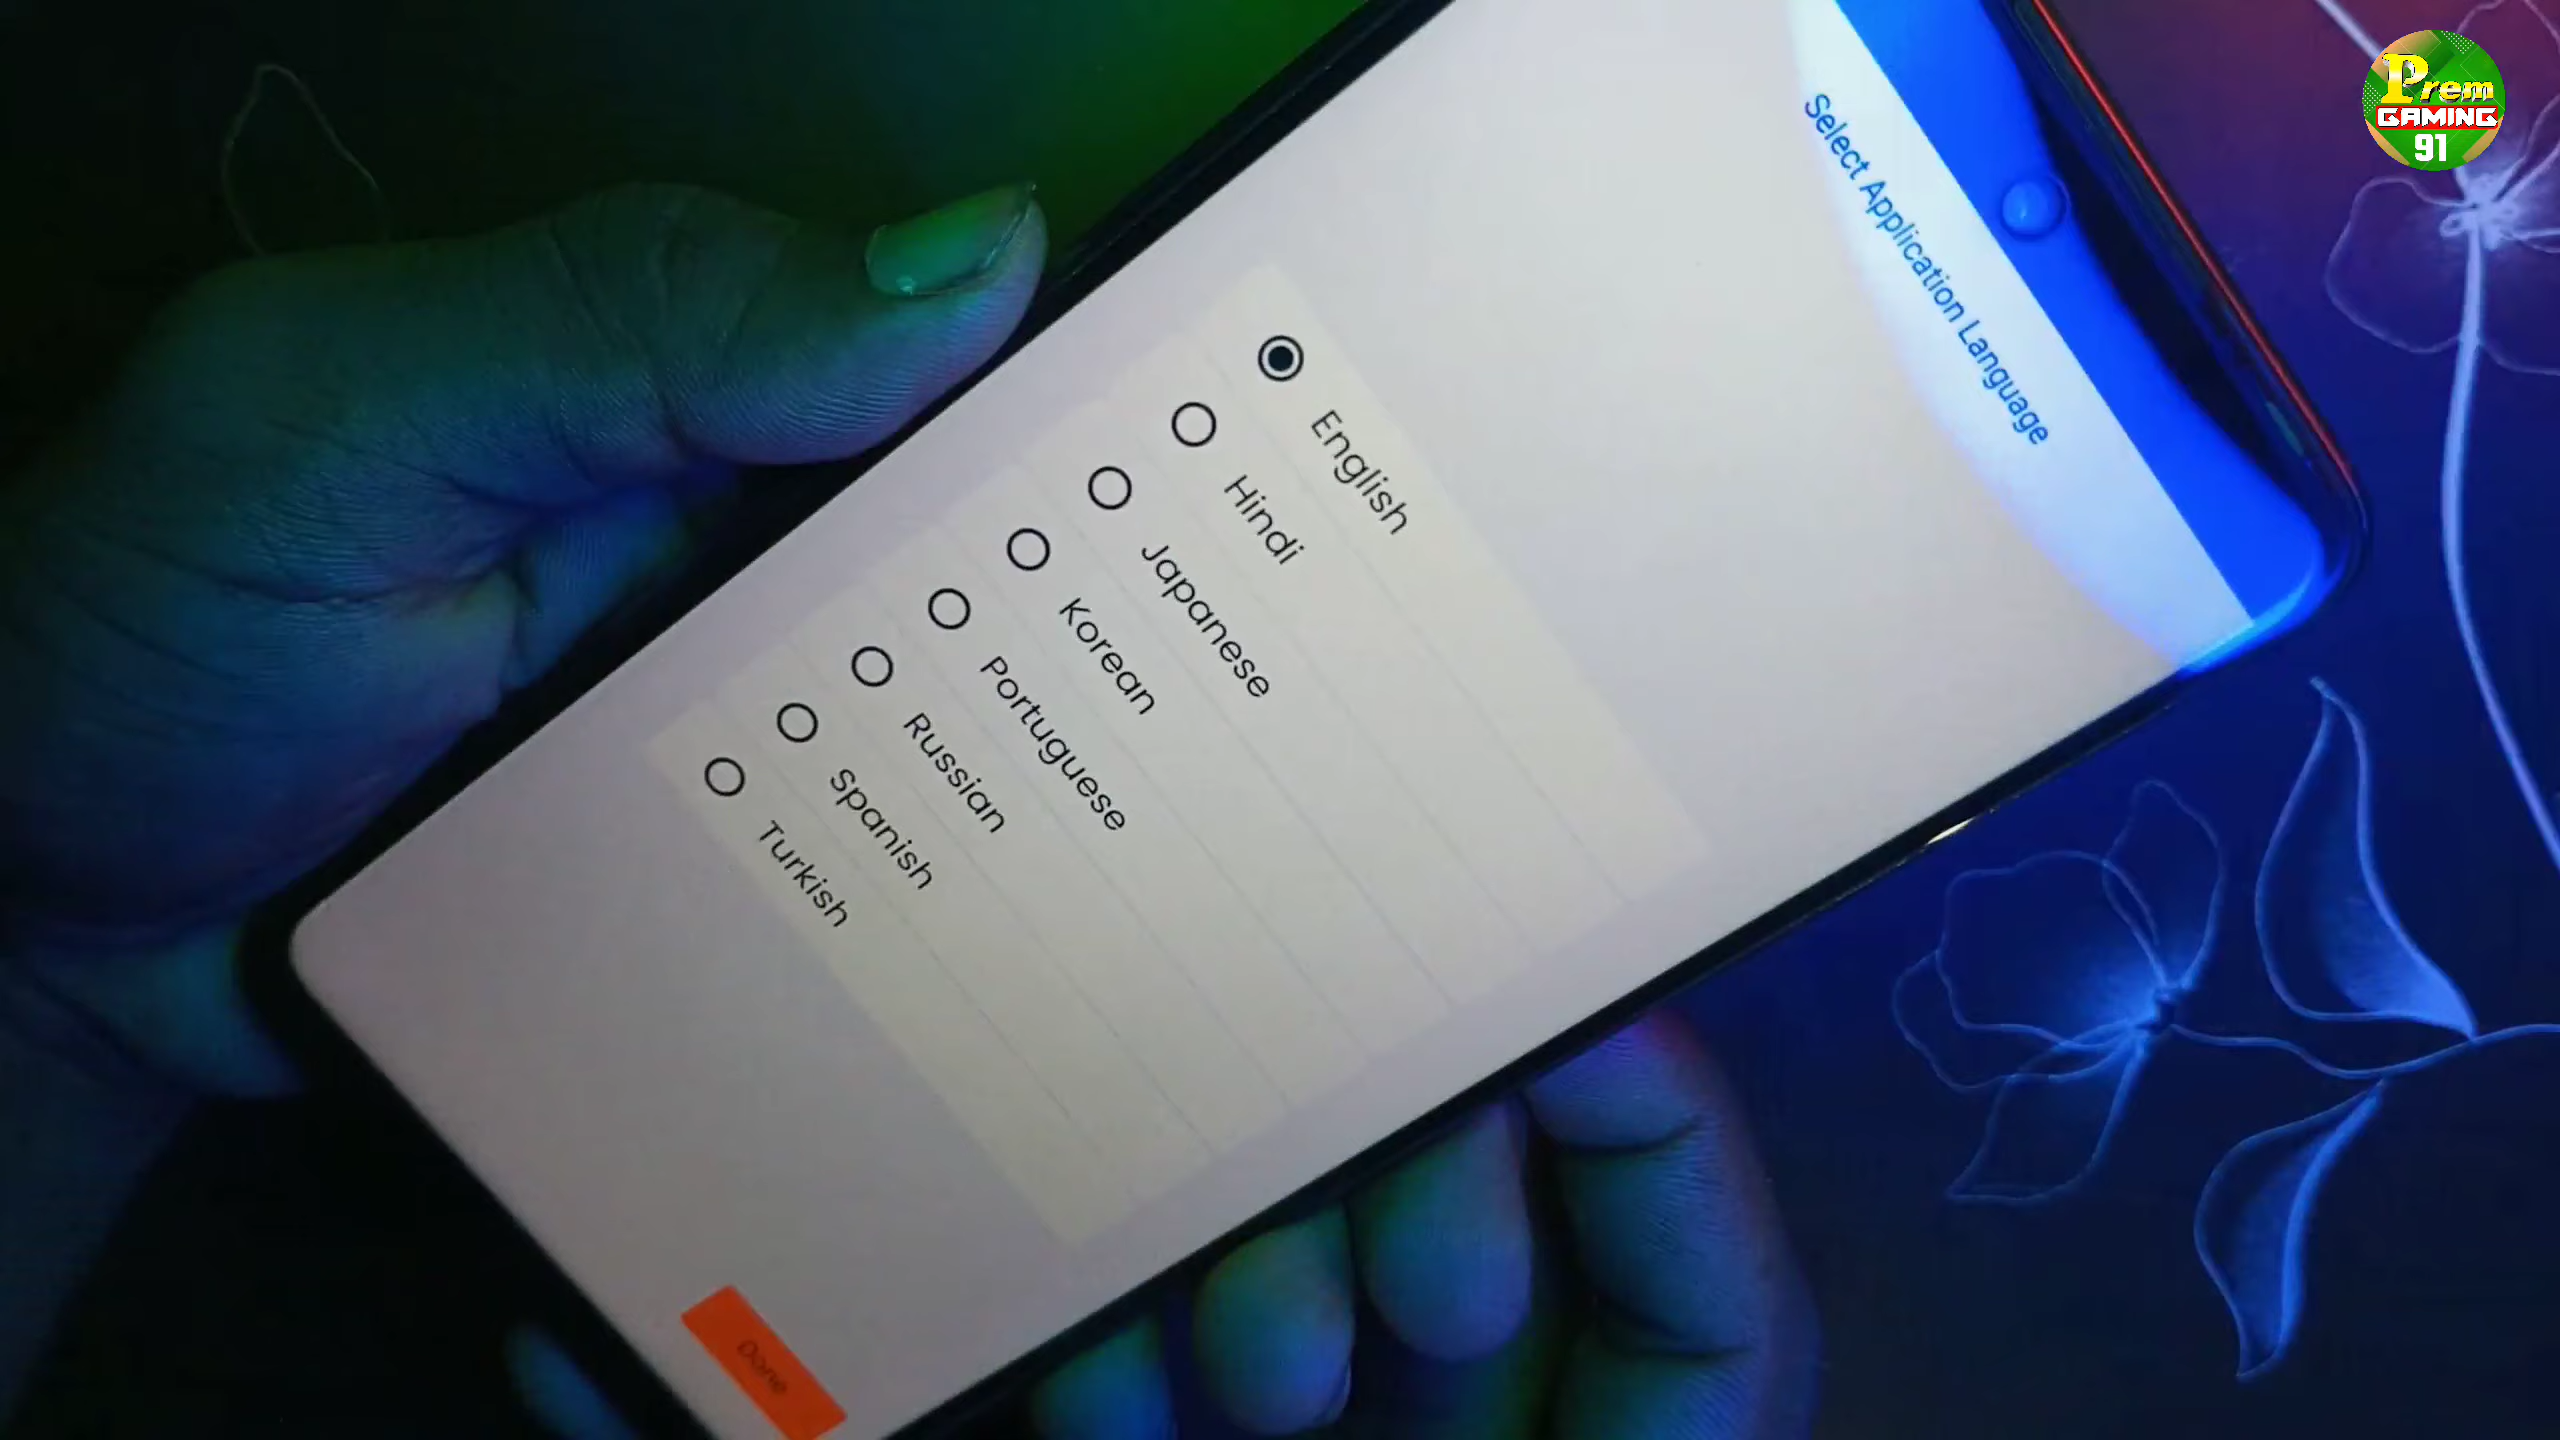 Select Application Language
English
Hindi
Japanese
Korean
Portuguese
Russian
Spanish
Turkish
Done
Prem
GAMING
91